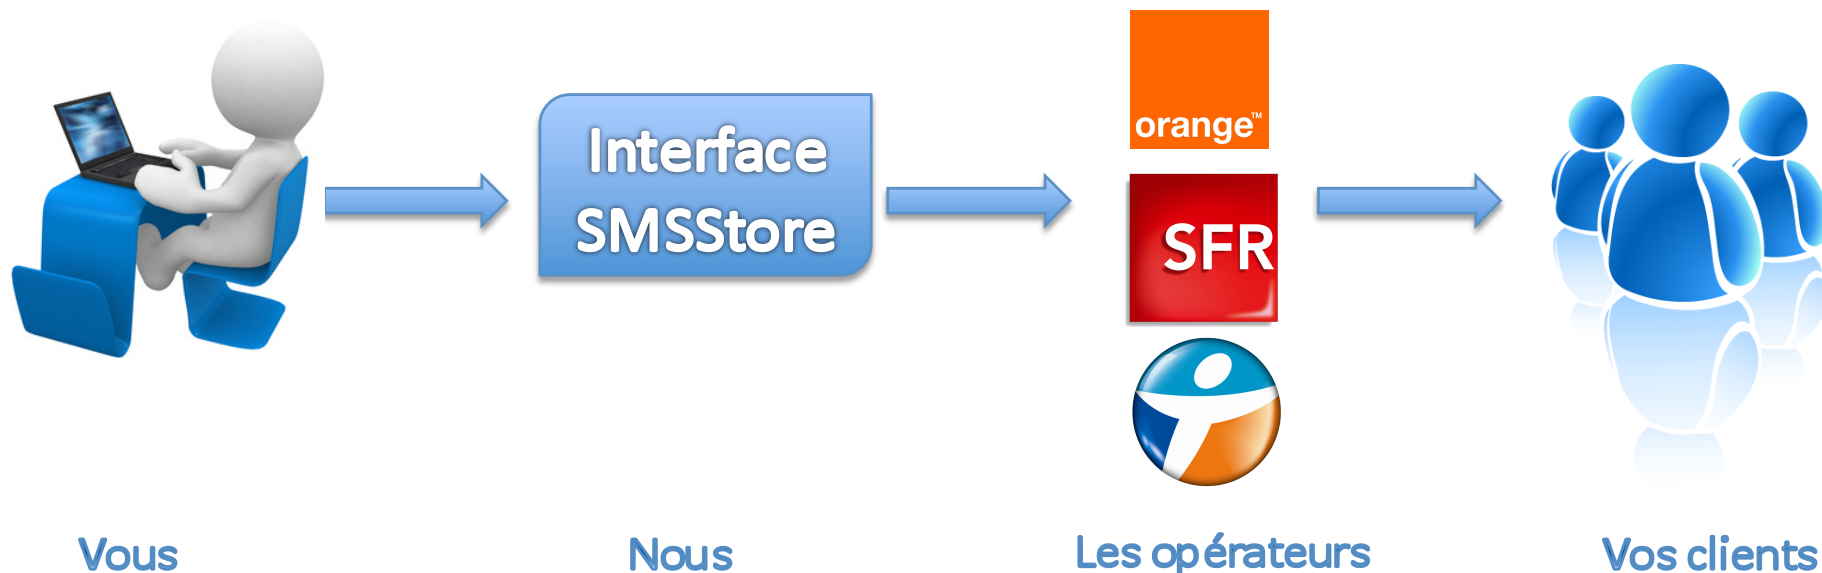 Interface
SMSStore
orange™
SFR
Vous
Nous
Les opérateurs
Vos clients